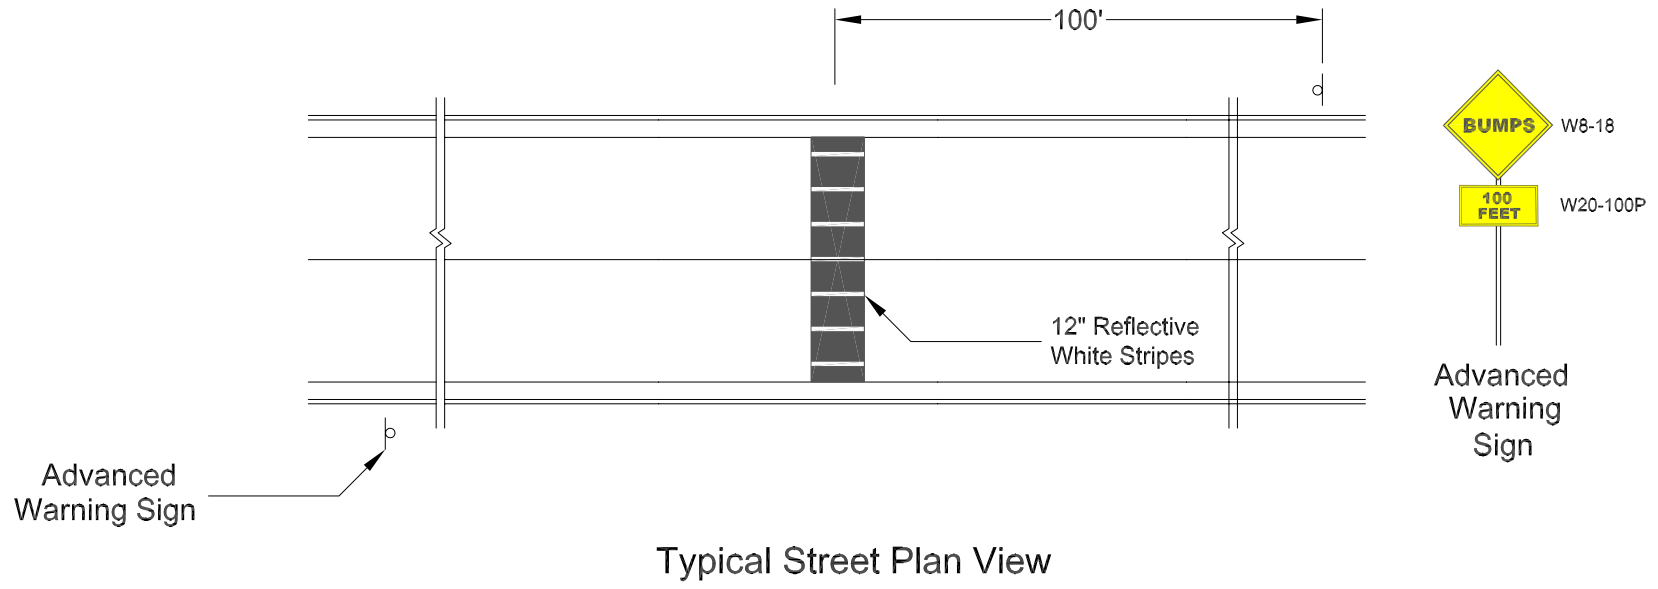 100'
BUMPS
W8-18
100
FEET
W20-100P
12" Reflective
White Stripes
Advanced
Warning
Sign
Advanced
Warning Sign
Typical Street Plan View